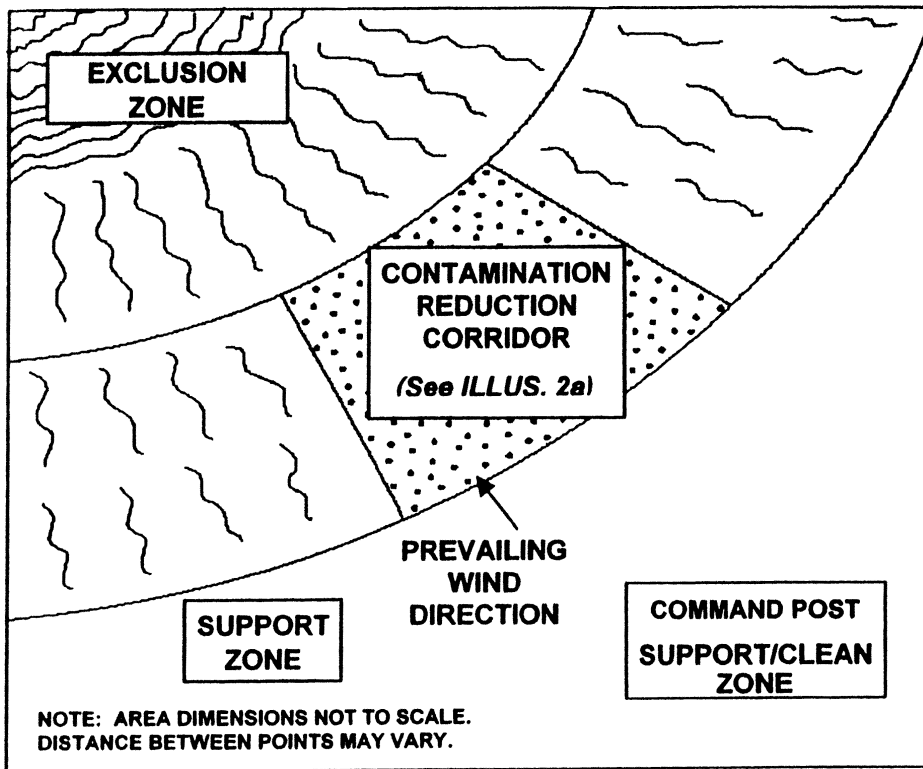 EXCLUSION
ZONE
CONTAMINATION
REDUCTION
CORRIDOR
(See ILLUS. 2a)
PREVAILING
WIND
DIRECTION
SUPPORT
ZONE
COMMAND POST
SUPPORT/CLEAN
ZONE
NOTE: AREA DIMENSIONS NOT TO SCALE.
DISTANCE BETWEEN POINTS MAY VARY.